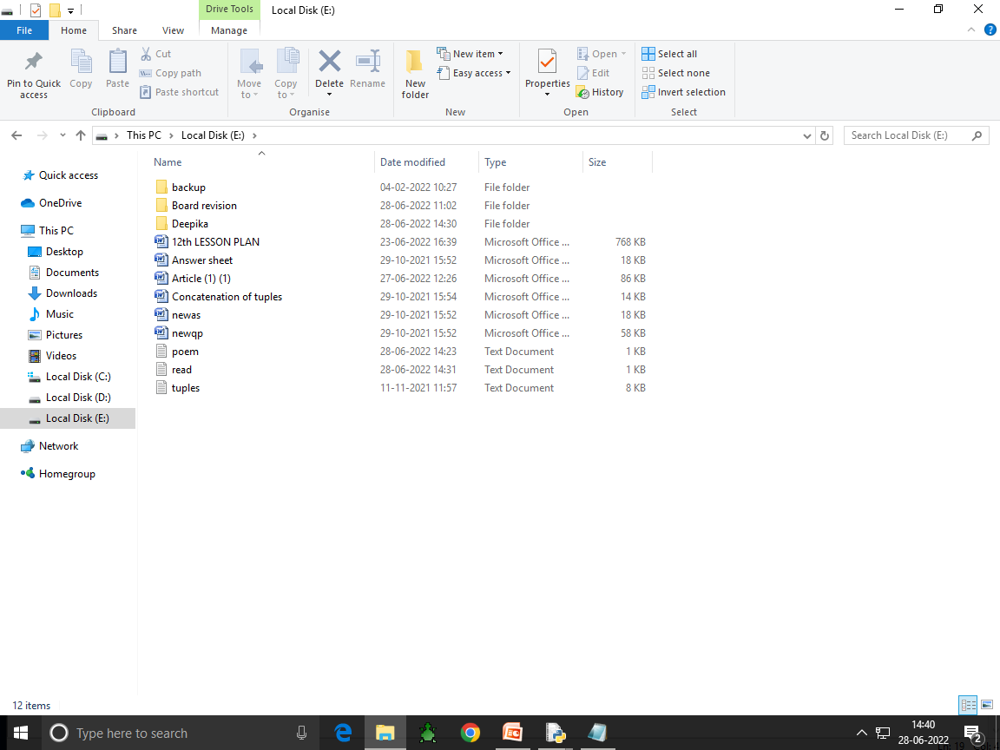 Drive Tools Local Disk (E:)
File Home Share View Manage
Pin to Quick access
Copy
Paste
Cut
Copy path
Paste shortcut
Clipboard
Move to
Copy to
Delete
Rename
Organise
New folder
New item
Easy access
New
Properties
Open
Edit
History
Open
Select all
Select none
Invert selection
Select
This PC Local Disk (E:)
Search Local Disk (E:)
Quick access
OneDrive
This PC
Desktop
Documents
Downloads
Music
Pictures
Videos
Local Disk (C:)
Local Disk (D:)
Local Disk (E:)
Network
Homegroup
Name Date modified Type Size
backup 04-02-2022 10:27 File folder
Board revision 28-06-2022 11:02 File folder
Deepika 28-06-2022 14:30 File folder
12th LESSON PLAN 23-06-2022 16:39 Microsoft Office ... 768 KB
Answer sheet 29-10-2021 15:52 Microsoft Office ... 18 KB
Article (1) (1) 27-06-2022 12:26 Microsoft Office ... 86 KB
Concatenation of tuples 29-10-2021 15:54 Microsoft Office ... 14 KB
newas 29-10-2021 15:52 Microsoft Office ... 18 KB
newqp 29-10-2021 15:52 Microsoft Office ... 58 KB
poem 28-06-2022 14:23 Text Document 1 KB
read 28-06-2022 14:31 Text Document 1 KB
tuples 11-11-2021 11:57 Text Document 8 KB
12 items
Type here to search
14:40
28-06-2022
2